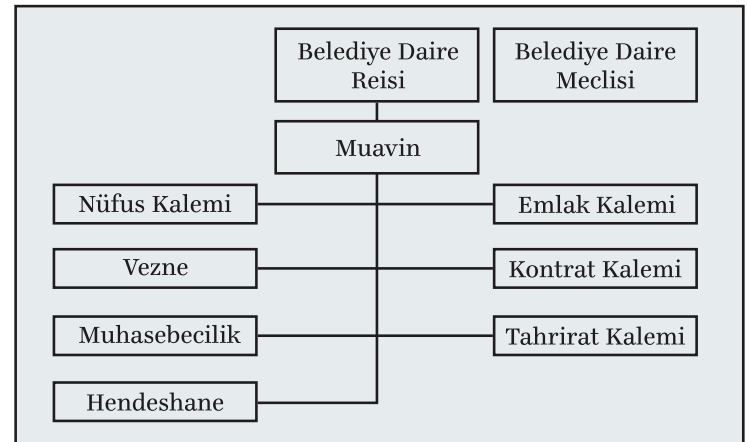 Belediye Daire
Reisi
Belediye Daire
Meclisi
Muavin
Nüfus Kalemi
Emlak Kalemi
Vezne
Kontrat Kalemi
Muhasebecilik
Tahrirat Kalemi
Hendeshane